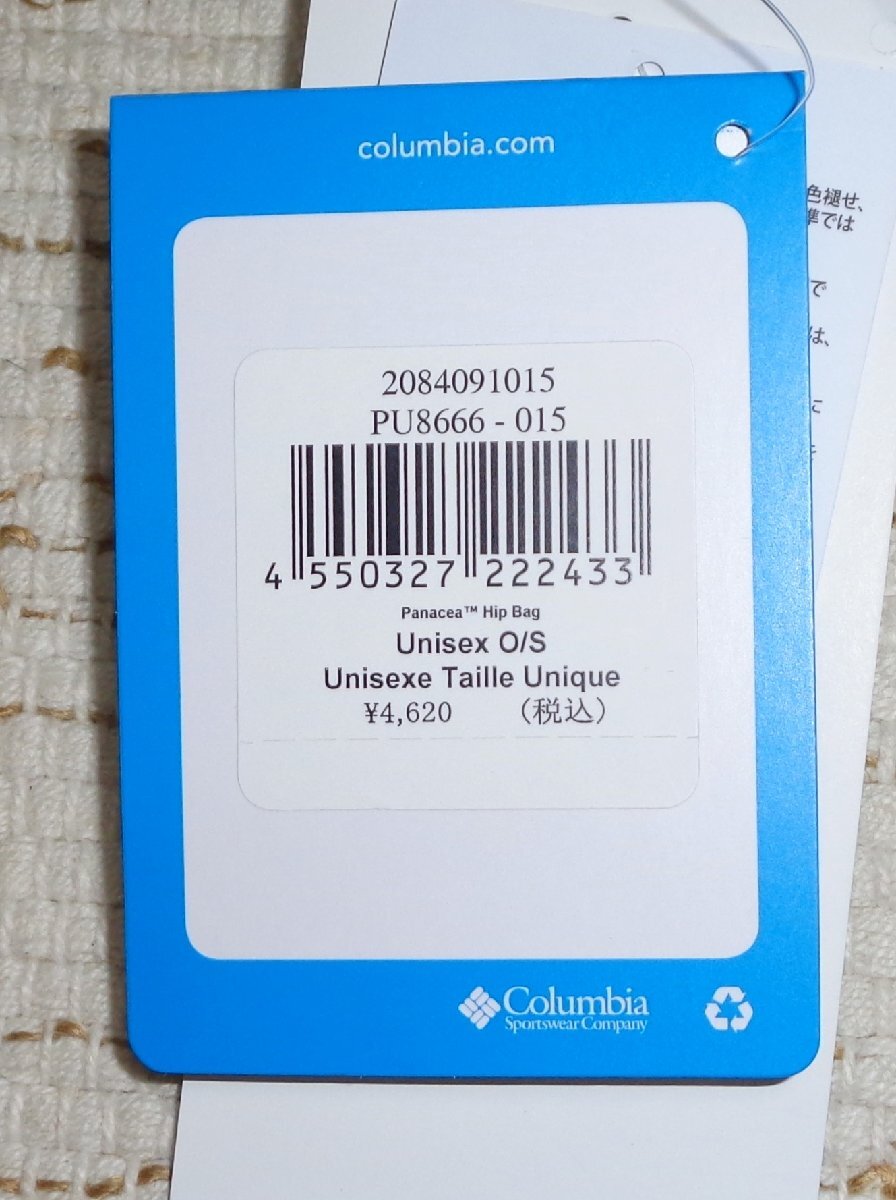 columbia.com
色褪せ、
準では
で
は、
に
2084091015
PU8666 - 015
4 550327 222433
Panacea™ Hip Bag
Unisex O/S
Unisexe Taille Unique
¥4,620 (税込)
Columbia
Sportswear Company